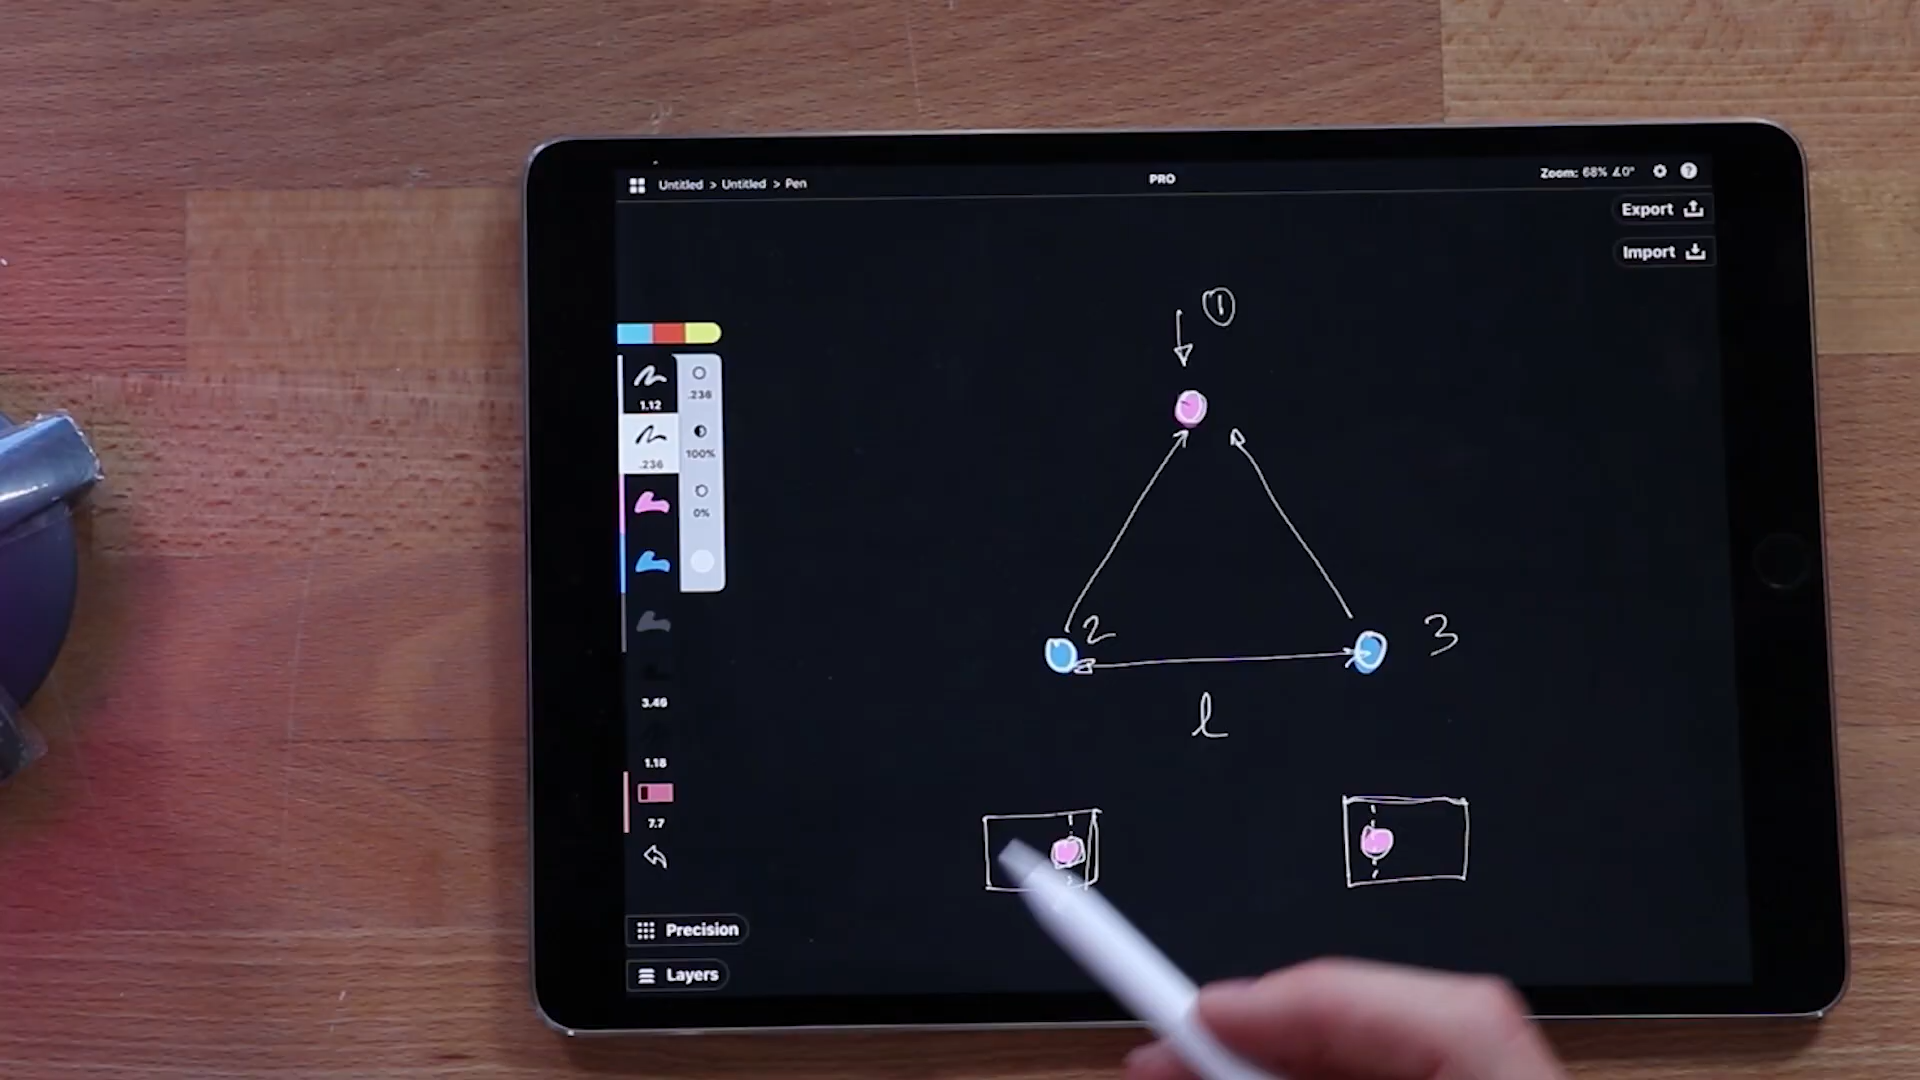 Untitled > Untitled > Pen
PRO
Zoom: 68% ∠0°
Export
Import
1
1.12
.236
.236
100%
0%
2
3
3.46
l
1.18
7.7
Precision
Layers